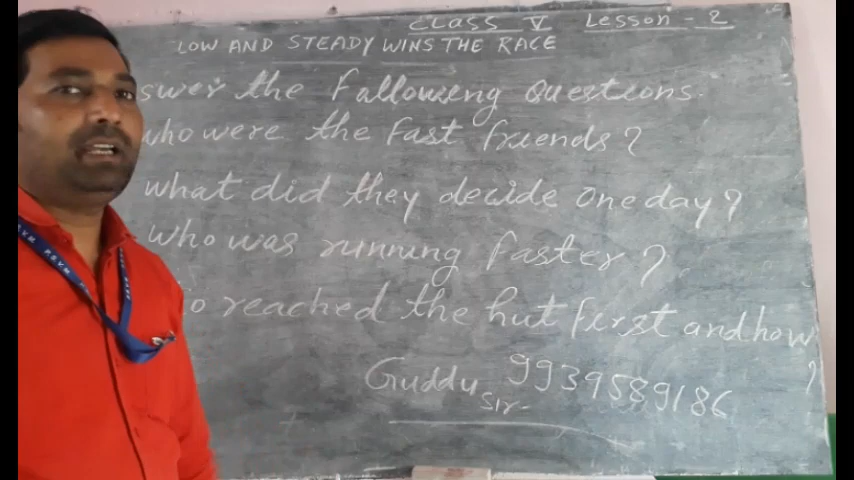 CLASS V Lesson - 2
LOW AND STEADY WINS THE RACE
swer the Following Questions.
who were the Fast friends?
what did they decide one day?
Who was running Faster?
o reached the hut first and how
?
Guddu Sir 9939589186
P.S.V.M.